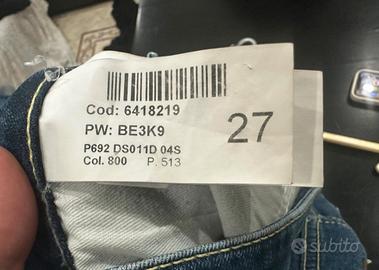 Cod: 6418219
PW: BE3K9
27
P692 DS011D 04S
Col. 800 P. 513
subito